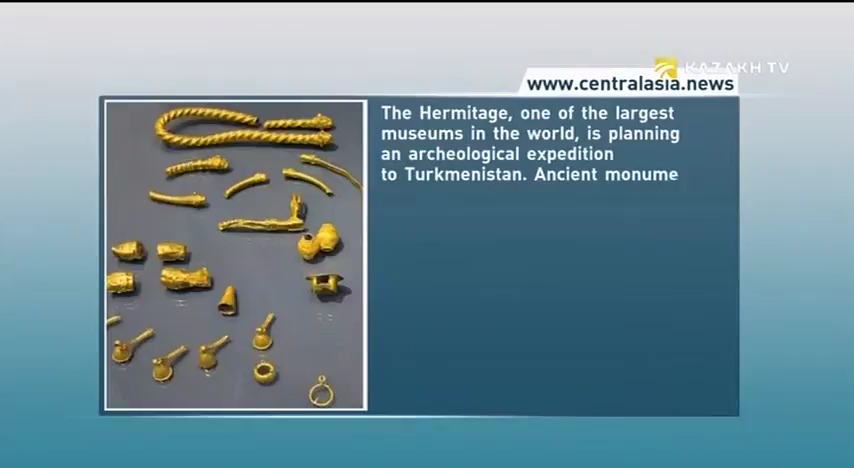 KAZAKH TV
www.centralasia.news
The Hermitage, one of the largest
museums in the world, is planning
an archeological expedition
to Turkmenistan. Ancient monume